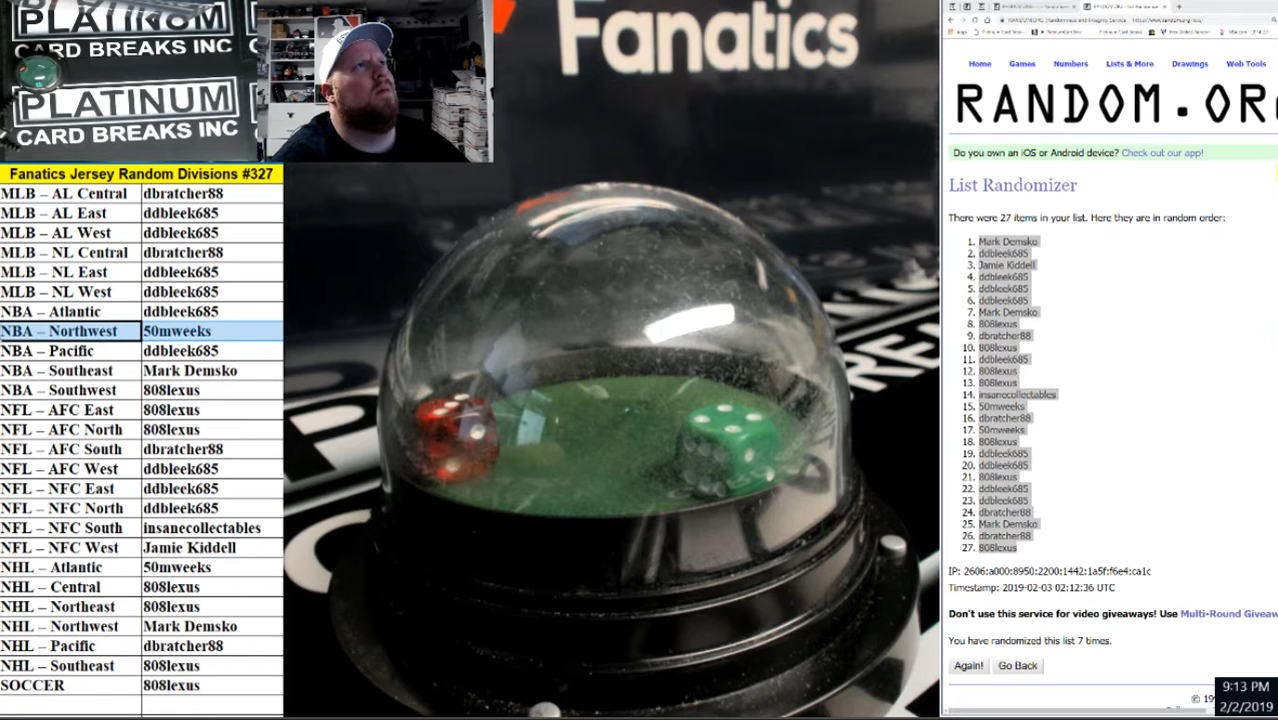 PLATINUM
CARD BREAKS INC
PLATINUM
CARD BREAKS INC
Fanatics
Fanatics Jersey Random Divisions #327
MLB – AL Central dbratcher88
MLB – AL East ddbleek685
MLB – AL West ddbleek685
MLB – NL Central dbratcher88
MLB – NL East ddbleek685
MLB – NL West ddbleek685
NBA – Atlantic ddbleek685
NBA – Northwest 50mweeks
NBA – Pacific ddbleek685
NBA – Southeast Mark Demsko
NBA – Southwest 808lexus
NFL – AFC East 808lexus
NFL – AFC North 808lexus
NFL – AFC South dbratcher88
NFL – AFC West ddbleek685
NFL – NFC East ddbleek685
NFL – NFC North ddbleek685
NFL – NFC South insanecollectables
NFL – NFC West Jamie Kiddell
NHL – Atlantic 50mweeks
NHL – Central 808lexus
NHL – Northeast 808lexus
NHL – Northwest Mark Demsko
NHL – Pacific dbratcher88
NHL – Southeast 808lexus
SOCCER 808lexus
Home Games Numbers Lists & More Drawings Web Tools
RANDOM.OR
Do you own an iOS or Android device? Check out our app!
List Randomizer
There were 27 items in your list. Here they are in random order:
1. Mark Demsko
2. ddbleek685
3. Jamie Kiddell
4. ddbleek685
5. ddbleek685
6. ddbleek685
7. Mark Demsko
8. 808lexus
9. dbratcher88
10. 808lexus
11. ddbleek685
12. 808lexus
13. 808lexus
14. insanecollectables
15. 50mweeks
16. dbratcher88
17. 50mweeks
18. 808lexus
19. ddbleek685
20. ddbleek685
21. 808lexus
22. ddbleek685
23. ddbleek685
24. dbratcher88
25. Mark Demsko
26. dbratcher88
27. 808lexus
IP: 2606:a000:8950:2200:1442:1a5f:f6e4:ca1c
Timestamp: 2019-02-03 02:12:36 UTC
Don't use this service for video giveaways! Use Multi-Round Giveaw
You have randomized this list 7 times.
Again! Go Back
9:13 PM
2/2/2019